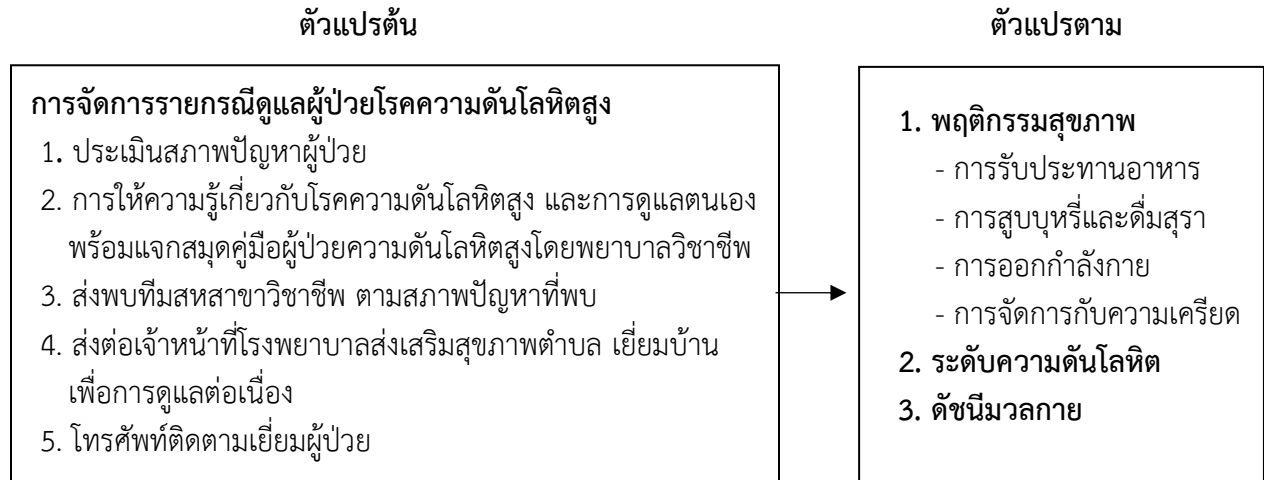 ตัวแปรต้น
ตัวแปรตาม
การจัดการรายกรณีดูแลผู้ป่วยโรคความดันโลหิตสูง
1. ประเมินสภาพปัญหาผู้ป่วย
2. การให้ความรู้เกี่ยวกับโรคความดันโลหิตสูง และการดูแลตนเอง
พร้อมแจกสมุดคู่มือผู้ป่วยความดันโลหิตสูงโดยพยาบาลวิชาชีพ
3. ส่งพบทีมสหสาขาวิชาชีพ ตามสภาพปัญหาที่พบ
4. ส่งต่อเจ้าหน้าที่โรงพยาบาลส่งเสริมสุขภาพตำบล เยี่ยมบ้าน
เพื่อการดูแลต่อเนื่อง
5. โทรศัพท์ติดตามเยี่ยมผู้ป่วย
1. พฤติกรรมสุขภาพ
- การรับประทานอาหาร
- การสูบบุหรี่และดื่มสุรา
- การออกกำลังกาย
- การจัดการกับความเครียด
2. ระดับความดันโลหิต
3. ดัชนีมวลกาย